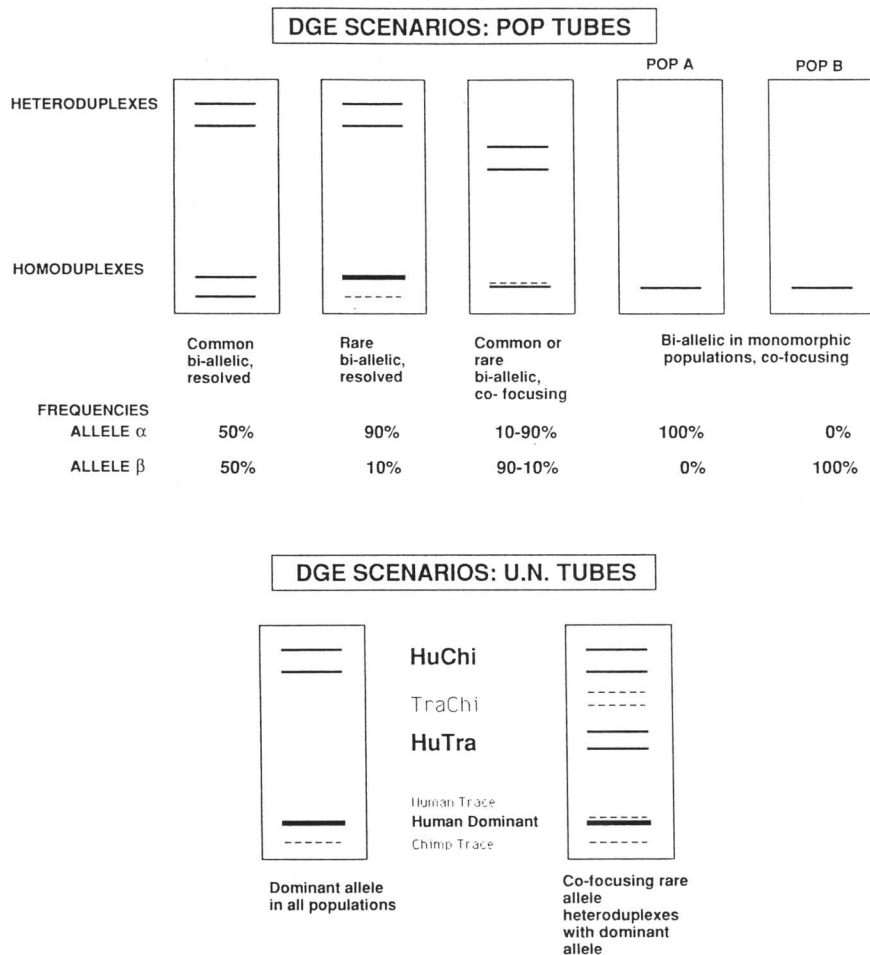 DGE SCENARIOS: POP TUBES
POP A
POP B
HETERODUPLEXES
HOMODUPLEXES
Common
bi-allelic,
resolved
Rare
bi-allelic,
resolved
Common or
rare
bi-allelic,
co- focusing
Bi-allelic in monomorphic
populations, co-focusing
FREQUENCIES
ALLELE α 50% 90% 10-90% 100% 0%
ALLELE β 50% 10% 90-10% 0% 100%
DGE SCENARIOS: U.N. TUBES
HuChi
TraChi
HuTra
Human Trace
Human Dominant
Chimp Trace
Dominant allele
in all populations
Co-focusing rare
allele
heteroduplexes
with dominant
allele